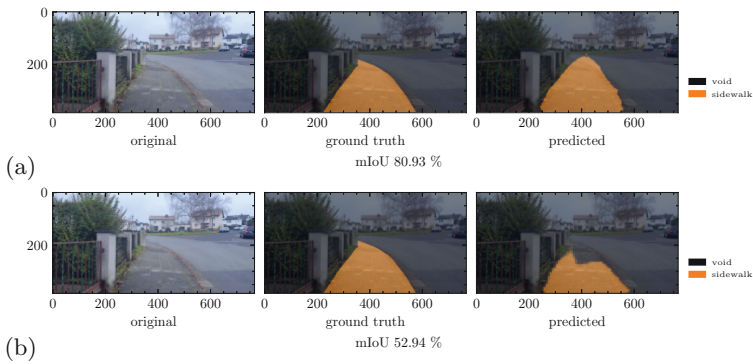 0
200
0 200 400 600 0 200 400 600 0 200 400 600
original ground truth predicted
void
sidewalk
mIoU 80.93 %
(a)
0
200
0 200 400 600 0 200 400 600 0 200 400 600
original ground truth predicted
void
sidewalk
mIoU 52.94 %
(b)